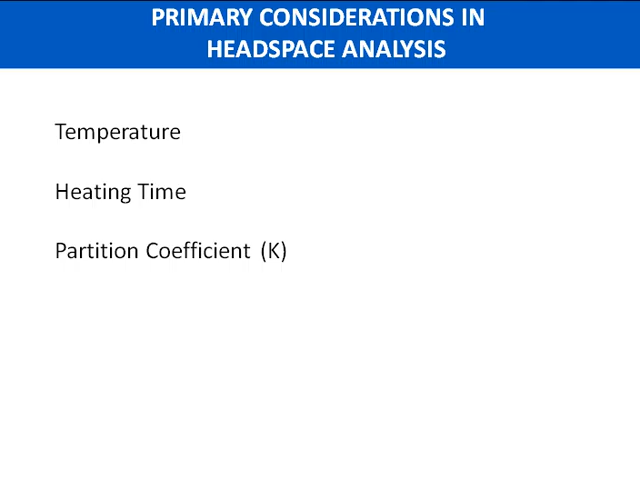 PRIMARY CONSIDERATIONS IN
HEADSPACE ANALYSIS
Temperature
Heating Time
Partition Coefficient (K)